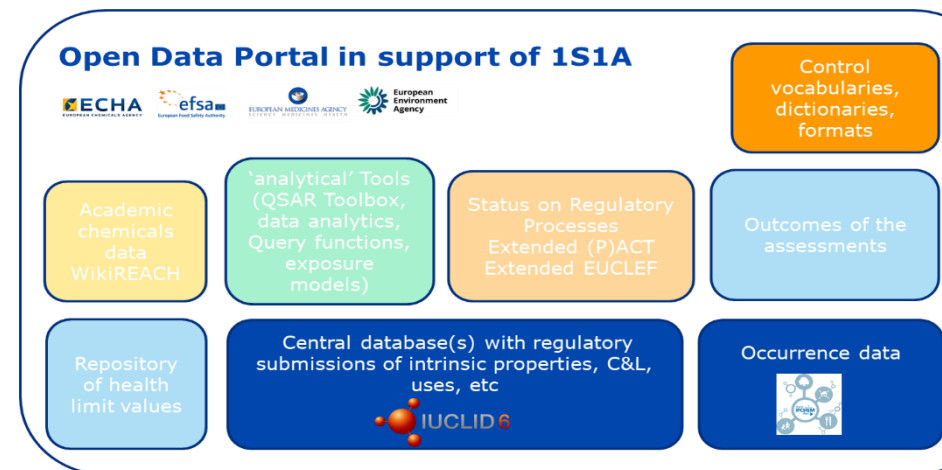 Open Data Portal in support of 1S1A
ECHA
EUROPEAN CHEMICALS AGENCY
efsa
European Food Safety Authority
EUROPEAN MEDICINES AGENCY
SCIENCE MEDICINES HEALTH
European
Environment
Agency
Control
vocabularies,
dictionaries,
formats
Academic
chemicals
data
WikiREACH
‘analytical’ Tools
(QSAR Toolbox,
data analytics,
Query functions,
exposure
models)
Status on Regulatory
Processes
Extended (P)ACT
Extended EUCLEF
Outcomes of the
assessments
Repository
of health
limit values
Central database(s) with regulatory
submissions of intrinsic properties, C&L,
uses, etc
IUCLID 6
Occurrence data
IPCHEM